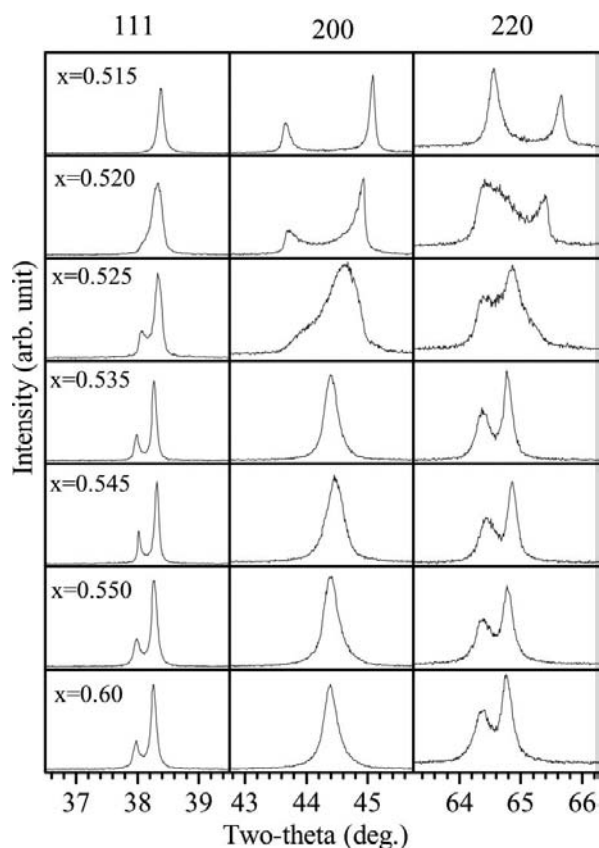 111 200 220
x=0.515
x=0.520
x=0.525
x=0.535
x=0.545
x=0.550
x=0.60
Intensity (arb. unit)
37 38 39 43 44 45 64 65 66
Two-theta (deg.)